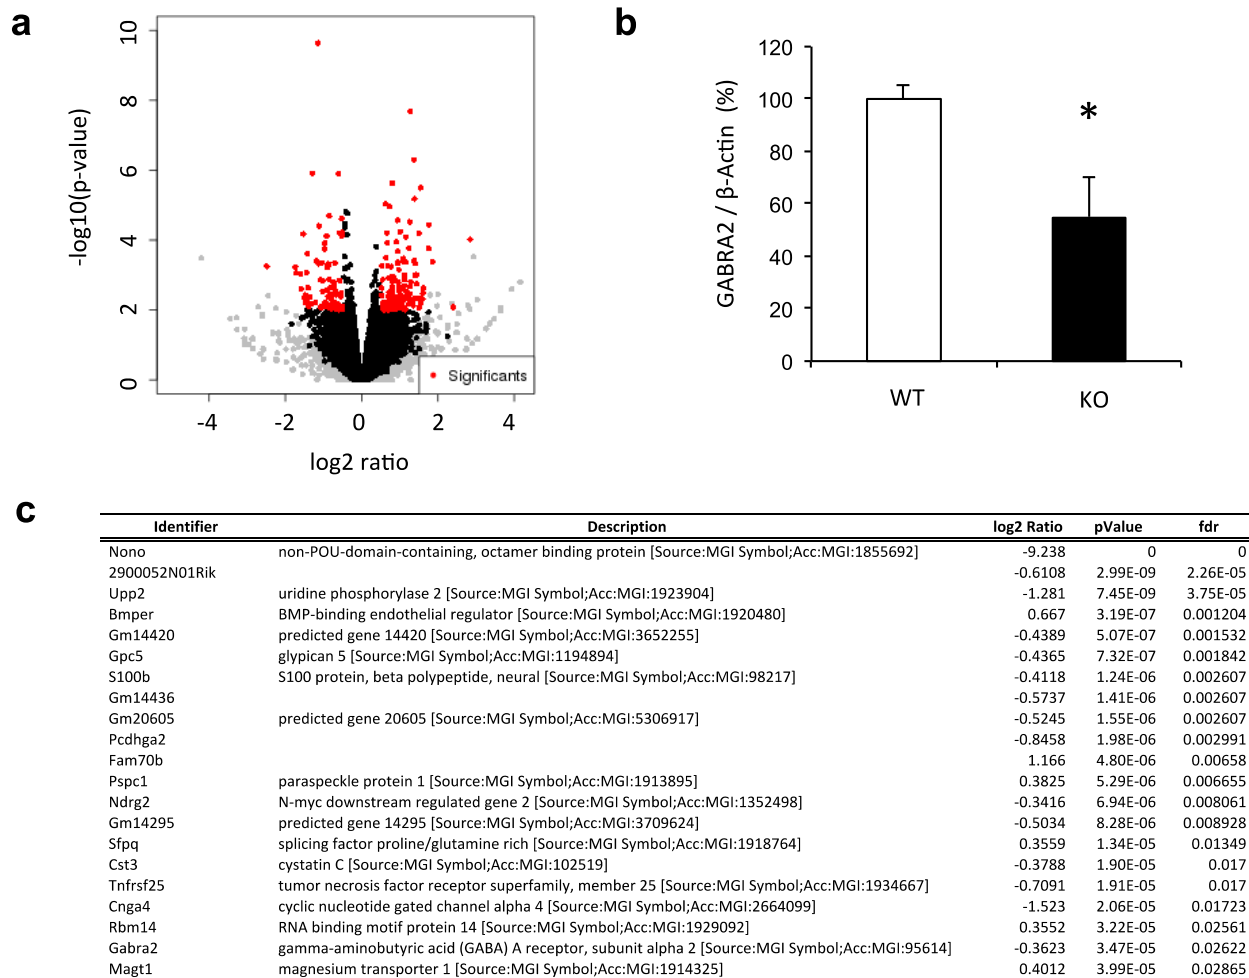 a
10
8
6
4
2
0
-log10(p-value)
-4 -2 0 2 4
log2 ratio
Significants
b
120
100
80
60
40
20
0
GABRA2 / β-Actin (%)
*
WT KO
c
Identifier Description log2 Ratio pValue fdr
Nono non-POU-domain-containing, octamer binding protein [Source:MGI Symbol;Acc:MGI:1855692] -9.238 0 0
2900052N01Rik -0.6108 2.99E-09 2.26E-05
Upp2 uridine phosphorylase 2 [Source:MGI Symbol;Acc:MGI:1923904] -1.281 7.45E-09 3.75E-05
Bmper BMP-binding endothelial regulator [Source:MGI Symbol;Acc:MGI:1920480] 0.667 3.19E-07 0.001204
Gm14420 predicted gene 14420 [Source:MGI Symbol;Acc:MGI:3652255] -0.4389 5.07E-07 0.001532
Gpc5 glypican 5 [Source:MGI Symbol;Acc:MGI:1194894] -0.4365 7.32E-07 0.001842
S100b S100 protein, beta polypeptide, neural [Source:MGI Symbol;Acc:MGI:98217] -0.4118 1.24E-06 0.002607
Gm14436 -0.5737 1.41E-06 0.002607
Gm20605 predicted gene 20605 [Source:MGI Symbol;Acc:MGI:5306917] -0.5245 1.55E-06 0.002607
Pcdhga2 -0.8458 1.98E-06 0.002991
Fam70b 1.166 4.80E-06 0.00658
Pspc1 paraspeckle protein 1 [Source:MGI Symbol;Acc:MGI:1913895] 0.3825 5.29E-06 0.006655
Ndrg2 N-myc downstream regulated gene 2 [Source:MGI Symbol;Acc:MGI:1352498] -0.3416 6.94E-06 0.008061
Gm14295 predicted gene 14295 [Source:MGI Symbol;Acc:MGI:3709624] -0.5034 8.28E-06 0.008928
Sfpq splicing factor proline/glutamine rich [Source:MGI Symbol;Acc:MGI:1918764] 0.3559 1.34E-05 0.01349
Cst3 cystatin C [Source:MGI Symbol;Acc:MGI:102519] -0.3788 1.90E-05 0.017
Tnfrsf25 tumor necrosis factor receptor superfamily, member 25 [Source:MGI Symbol;Acc:MGI:1934667] -0.7091 1.91E-05 0.017
Cnga4 cyclic nucleotide gated channel alpha 4 [Source:MGI Symbol;Acc:MGI:2664099] -1.523 2.06E-05 0.01723
Rbm14 RNA binding motif protein 14 [Source:MGI Symbol;Acc:MGI:1929092] 0.3552 3.22E-05 0.02561
Gabra2 gamma-aminobutyric acid (GABA) A receptor, subunit alpha 2 [Source:MGI Symbol;Acc:MGI:95614] -0.3623 3.47E-05 0.02622
Magt1 magnesium transporter 1 [Source:MGI Symbol;Acc:MGI:1914325] 0.4012 3.99E-05 0.02865